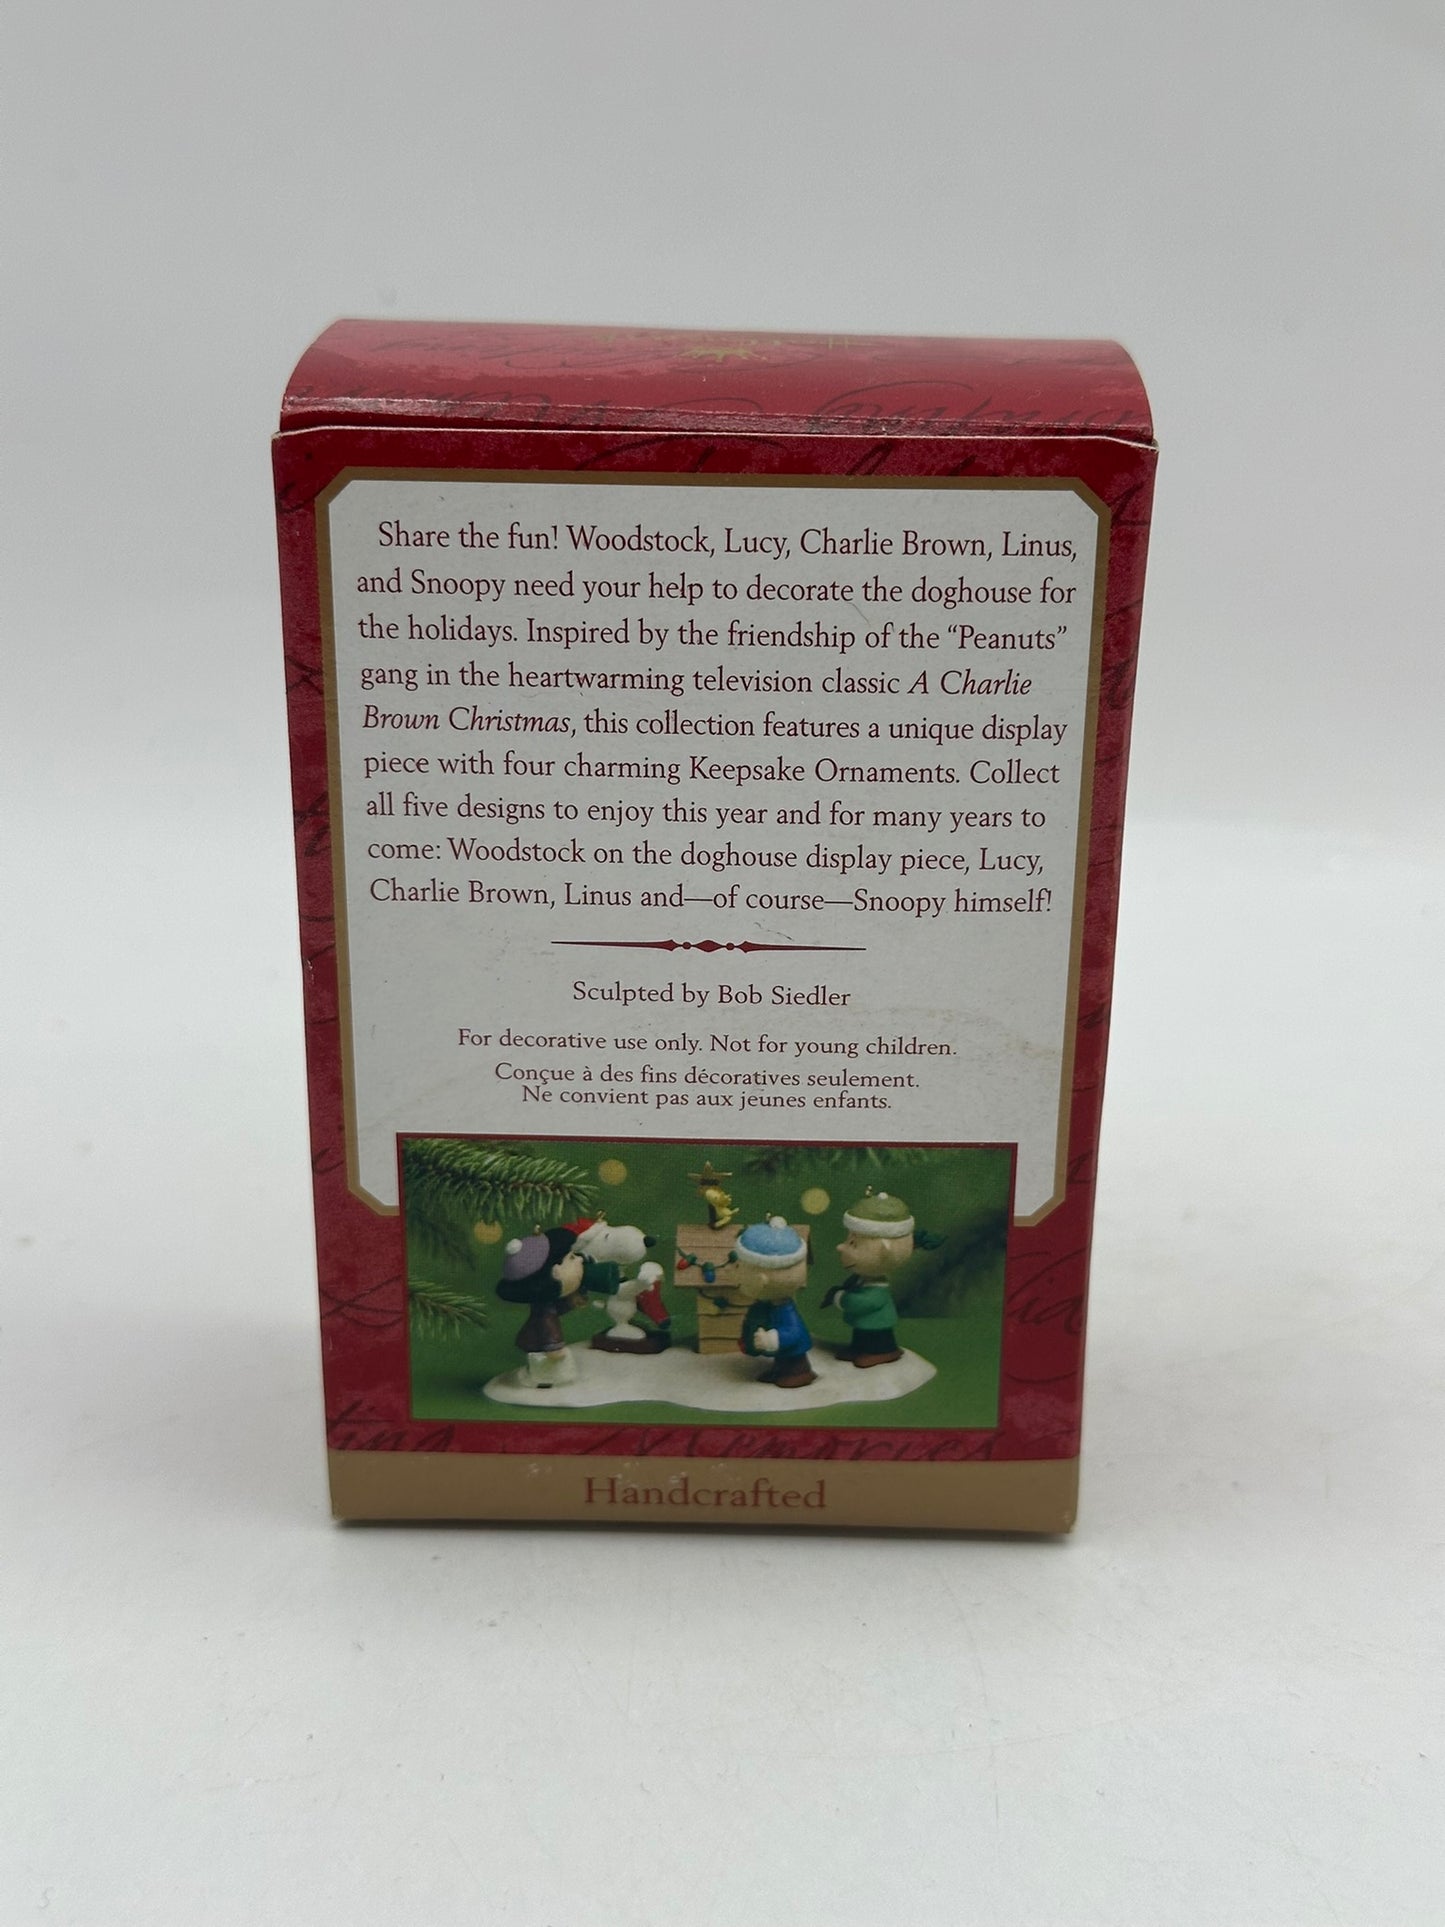 Share the fun! Woodstock, Lucy, Charlie Brown, Linus,
and Snoopy need your help to decorate the doghouse for
the holidays. Inspired by the friendship of the “Peanuts”
gang in the heartwarming television classic A Charlie
Brown Christmas, this collection features a unique display
piece with four charming Keepsake Ornaments. Collect
all five designs to enjoy this year and for many years to
come: Woodstock on the doghouse display piece, Lucy,
Charlie Brown, Linus and—of course—Snoopy himself!
Sculpted by Bob Siedler
For decorative use only. Not for young children.
Conçue à des fins décoratives seulement.
Ne convient pas aux jeunes enfants.
Memories
Handcrafted